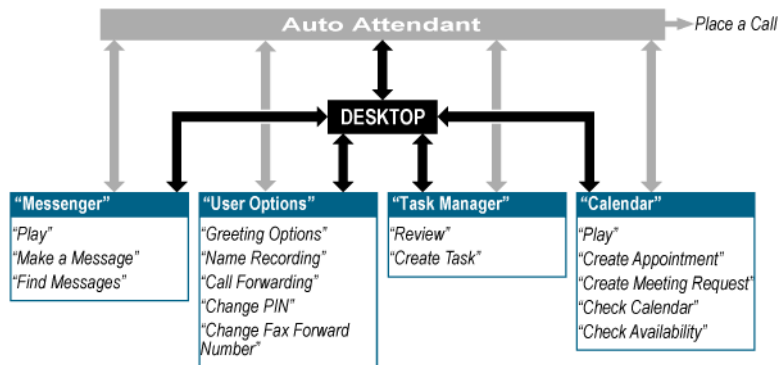 Auto Attendant
Place a Call
DESKTOP
“Messenger”
“Play”
“Make a Message”
“Find Messages”
“User Options”
“Greeting Options”
“Name Recording”
“Call Forwarding”
“Change PIN”
“Change Fax Forward
Number”
“Task Manager”
“Review”
“Create Task”
“Calendar”
“Play”
“Create Appointment”
“Create Meeting Request”
“Check Calendar”
“Check Availability”